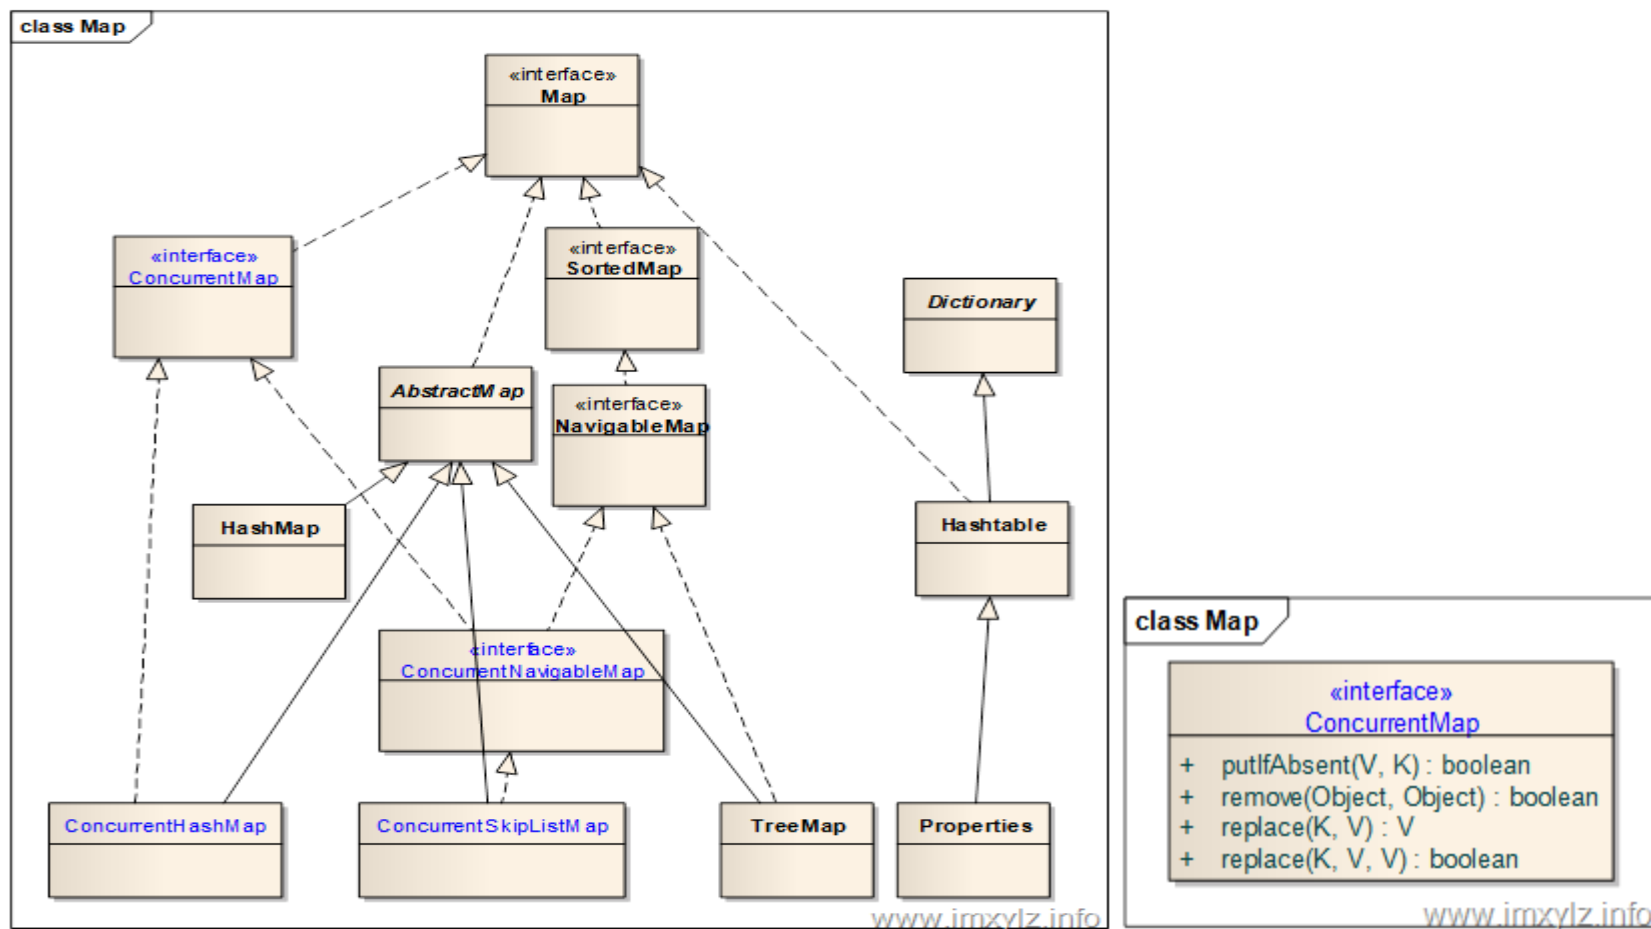 class Map
«interface»
Map
«interface»
ConcurrentMap
«interface»
SortedMap
Dictionary
AbstractMap
«interface»
NavigableMap
HashMap
Hashtable
«interface»
ConcurrentNavigableMap
ConcurrentHashMap
ConcurrentSkipListMap
TreeMap
Properties
www.imxylz.info
class Map
«interface»
ConcurrentMap
+ putIfAbsent(V, K) : boolean
+ remove(Object, Object) : boolean
+ replace(K, V) : V
+ replace(K, V, V) : boolean
www.imxylz.info